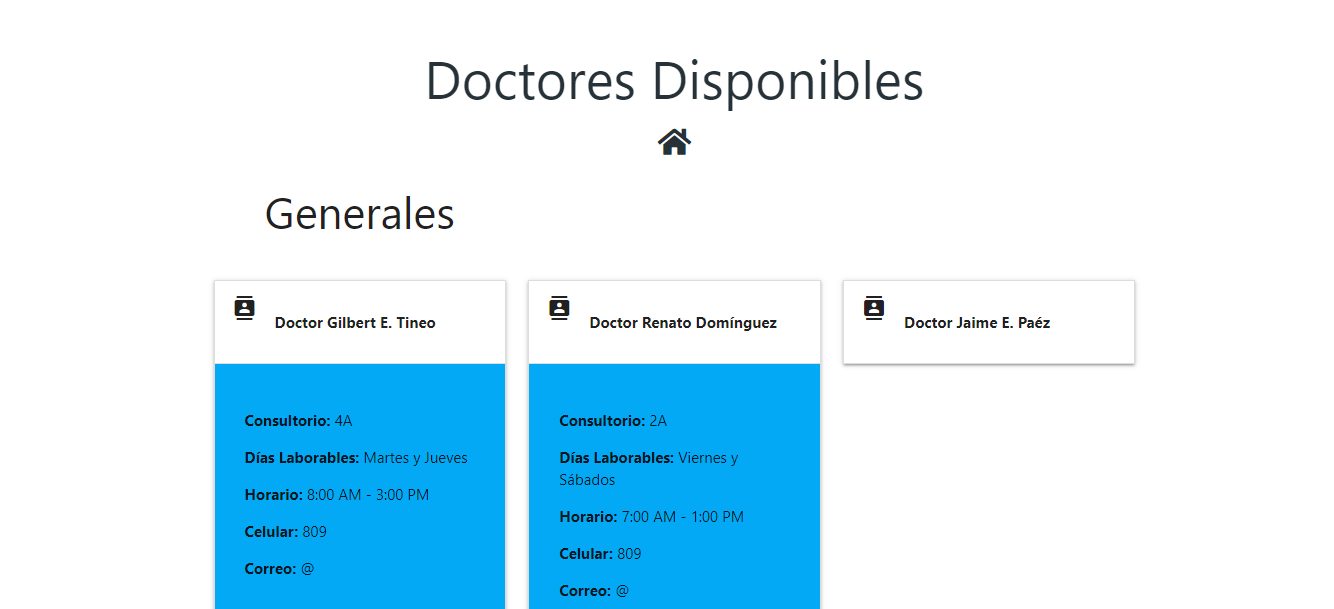 Doctores Disponibles
Generales
Doctor Gilbert E. Tineo
Consultorio: 4A
Días Laborables: Martes y Jueves
Horario: 8:00 AM - 3:00 PM
Celular: 809
Correo: @
Doctor Renato Domínguez
Consultorio: 2A
Días Laborables: Viernes y
Sábados
Horario: 7:00 AM - 1:00 PM
Celular: 809
Correo: @
Doctor Jaime E. Paéz